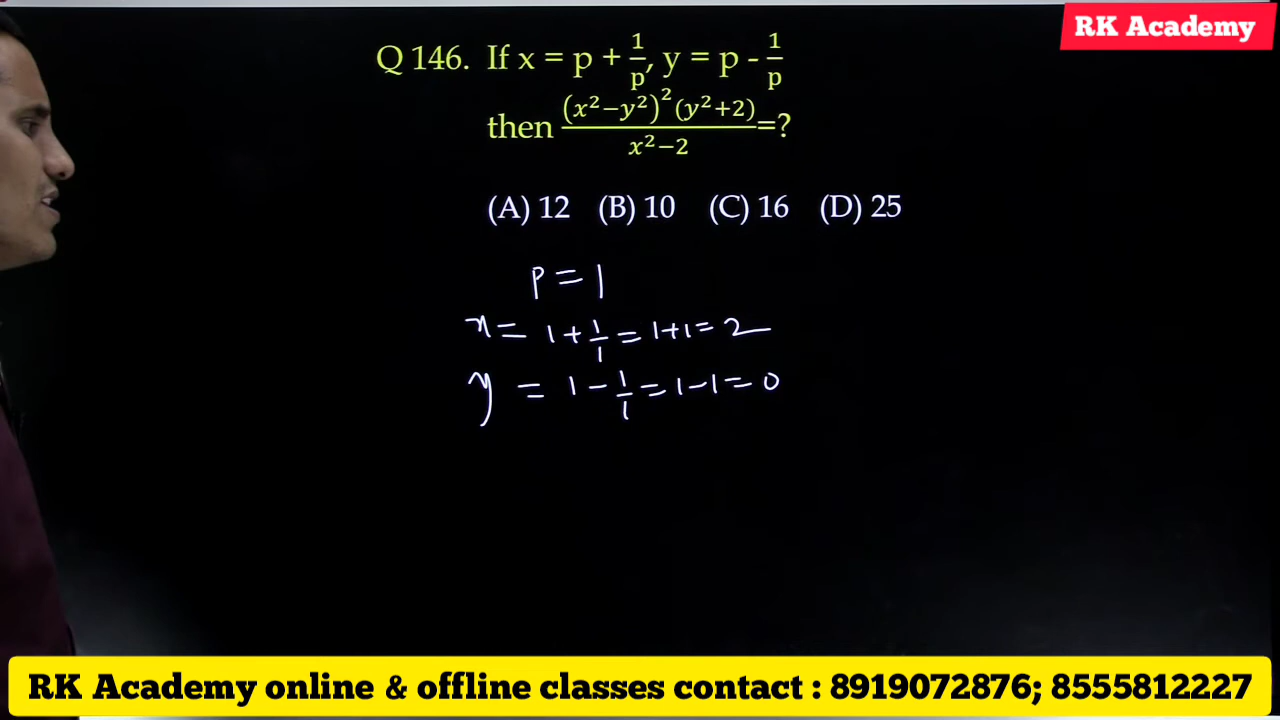 RK Academy
Q 146. If x = p + 1/p, y = p - 1/p
then (x²−y²)²(y²+2)/x²−2=?
(A) 12 (B) 10 (C) 16 (D) 25
P = 1
x = 1 + 1/1 = 1+1 = 2
y = 1 - 1/1 = 1-1 = 0
RK Academy online & offline classes contact : 8919072876; 8555812227